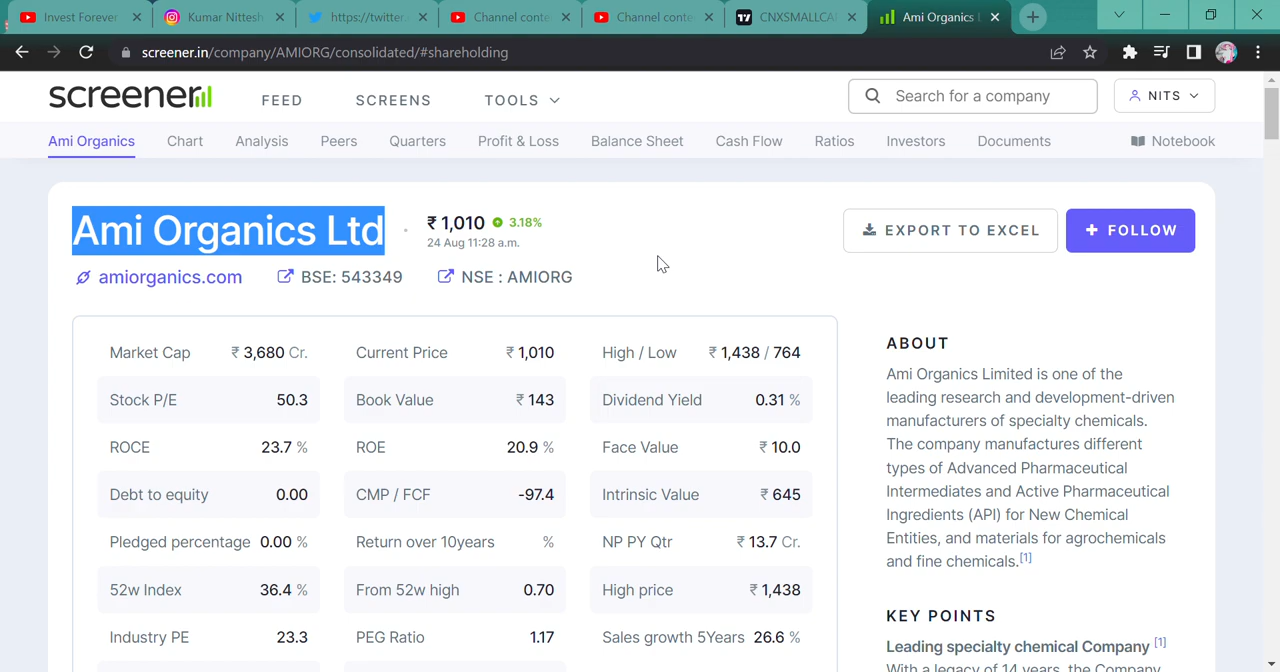 Invest Forever
Kumar Nittesh
https://twitter.
Channel conte
Channel conte
CNXSMALLCA
Ami Organics
screener.in/company/AMIORG/consolidated/#shareholding
screener
FEED
SCREENS
TOOLS
Search for a company
NITS
Ami Organics
Chart
Analysis
Peers
Quarters
Profit & Loss
Balance Sheet
Cash Flow
Ratios
Investors
Documents
Notebook
Ami Organics Ltd
₹ 1,010 3.18%
24 Aug 11:28 a.m.
EXPORT TO EXCEL
+ FOLLOW
amiorganics.com
BSE: 543349
NSE : AMIORG
Market Cap ₹ 3,680 Cr.
Current Price ₹ 1,010
High / Low ₹ 1,438 / 764
Stock P/E 50.3
Book Value ₹ 143
Dividend Yield 0.31 %
ROCE 23.7 %
ROE 20.9 %
Face Value ₹ 10.0
Debt to equity 0.00
CMP / FCF -97.4
Intrinsic Value ₹ 645
Pledged percentage 0.00 %
Return over 10years %
NP PY Qtr ₹ 13.7 Cr.
52w Index 36.4 %
From 52w high 0.70
High price ₹ 1,438
Industry PE 23.3
PEG Ratio 1.17
Sales growth 5Years 26.6 %
ABOUT
Ami Organics Limited is one of the
leading research and development-driven
manufacturers of specialty chemicals.
The company manufactures different
types of Advanced Pharmaceutical
Intermediates and Active Pharmaceutical
Ingredients (API) for New Chemical
Entities, and materials for agrochemicals
and fine chemicals.[1]
KEY POINTS
Leading specialty chemical Company [1]
With a legacy of 14 years, the Company